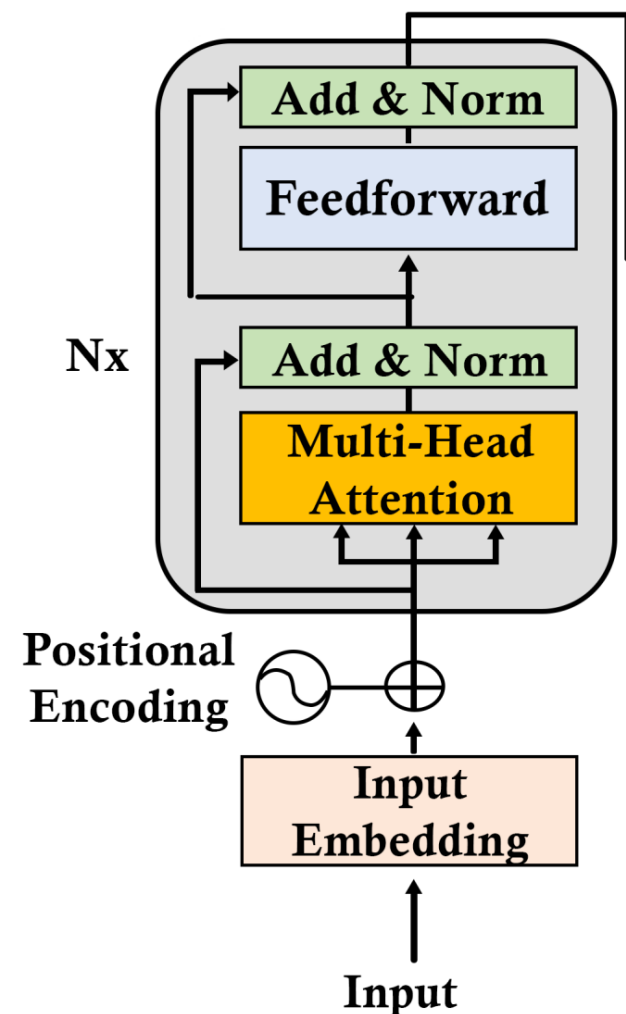 Add & Norm
Feedforward
Nx
Add & Norm
Multi-Head
Attention
Positional
Encoding
Input
Embedding
Input